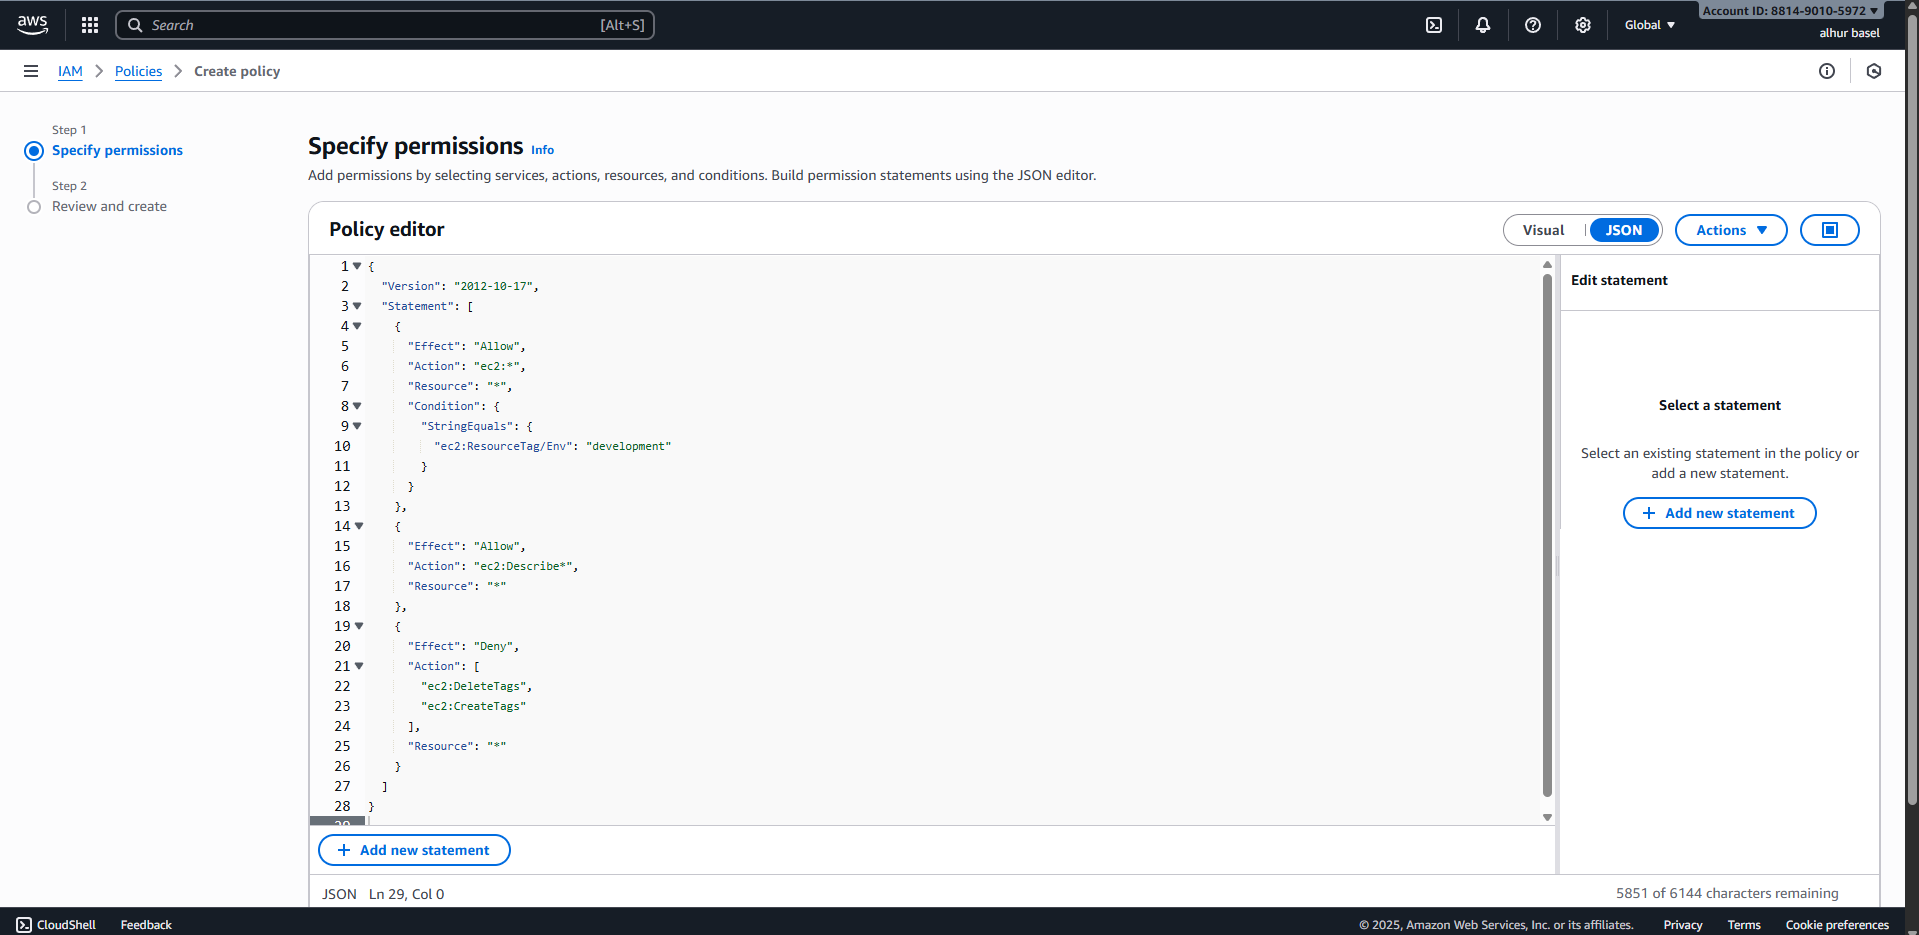 aws
Search [Alt+S]
Global
Account ID: 8814-9010-5972
alhur basel
IAM > Policies > Create policy
Step 1
Specify permissions
Step 2
Review and create
Specify permissions Info
Add permissions by selecting services, actions, resources, and conditions. Build permission statements using the JSON editor.
Policy editor
Visual JSON Actions
1 {
2 "Version": "2012-10-17",
3 "Statement": [
4 {
5 "Effect": "Allow",
6 "Action": "ec2:*",
7 "Resource": "*",
8 "Condition": {
9 "StringEquals": {
10 "ec2:ResourceTag/Env": "development"
11 }
12 }
13 },
14 {
15 "Effect": "Allow",
16 "Action": "ec2:Describe*",
17 "Resource": "*"
18 },
19 {
20 "Effect": "Deny",
21 "Action": [
22 "ec2:DeleteTags",
23 "ec2:CreateTags"
24 ],
25 "Resource": "*"
26 }
27 ]
28 }
29
+ Add new statement
Edit statement
Select a statement
Select an existing statement in the policy or
add a new statement.
+ Add new statement
JSON Ln 29, Col 0
5851 of 6144 characters remaining
CloudShell Feedback
© 2025, Amazon Web Services, Inc. or its affiliates. Privacy Terms Cookie preferences